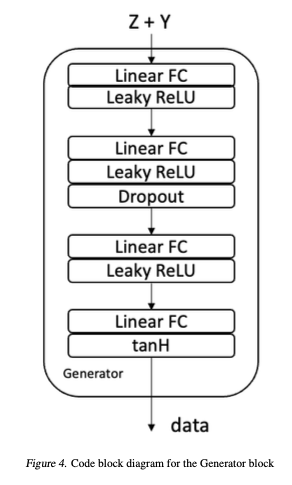 Z + Y
Linear FC
Leaky ReLU
Linear FC
Leaky ReLU
Dropout
Linear FC
Leaky ReLU
Linear FC
tanH
Generator
data
Figure 4. Code block diagram for the Generator block